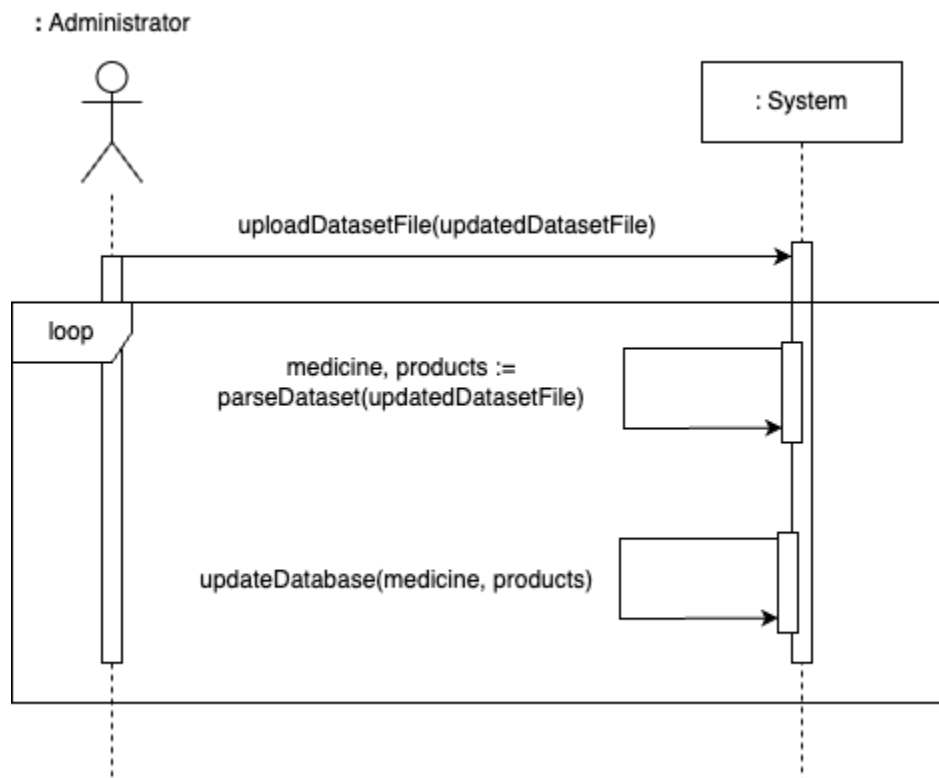 : Administrator
: System
uploadDatasetFile(updatedDatasetFile)
loop
medicine, products :=
parseDataset(updatedDatasetFile)
updateDatabase(medicine, products)